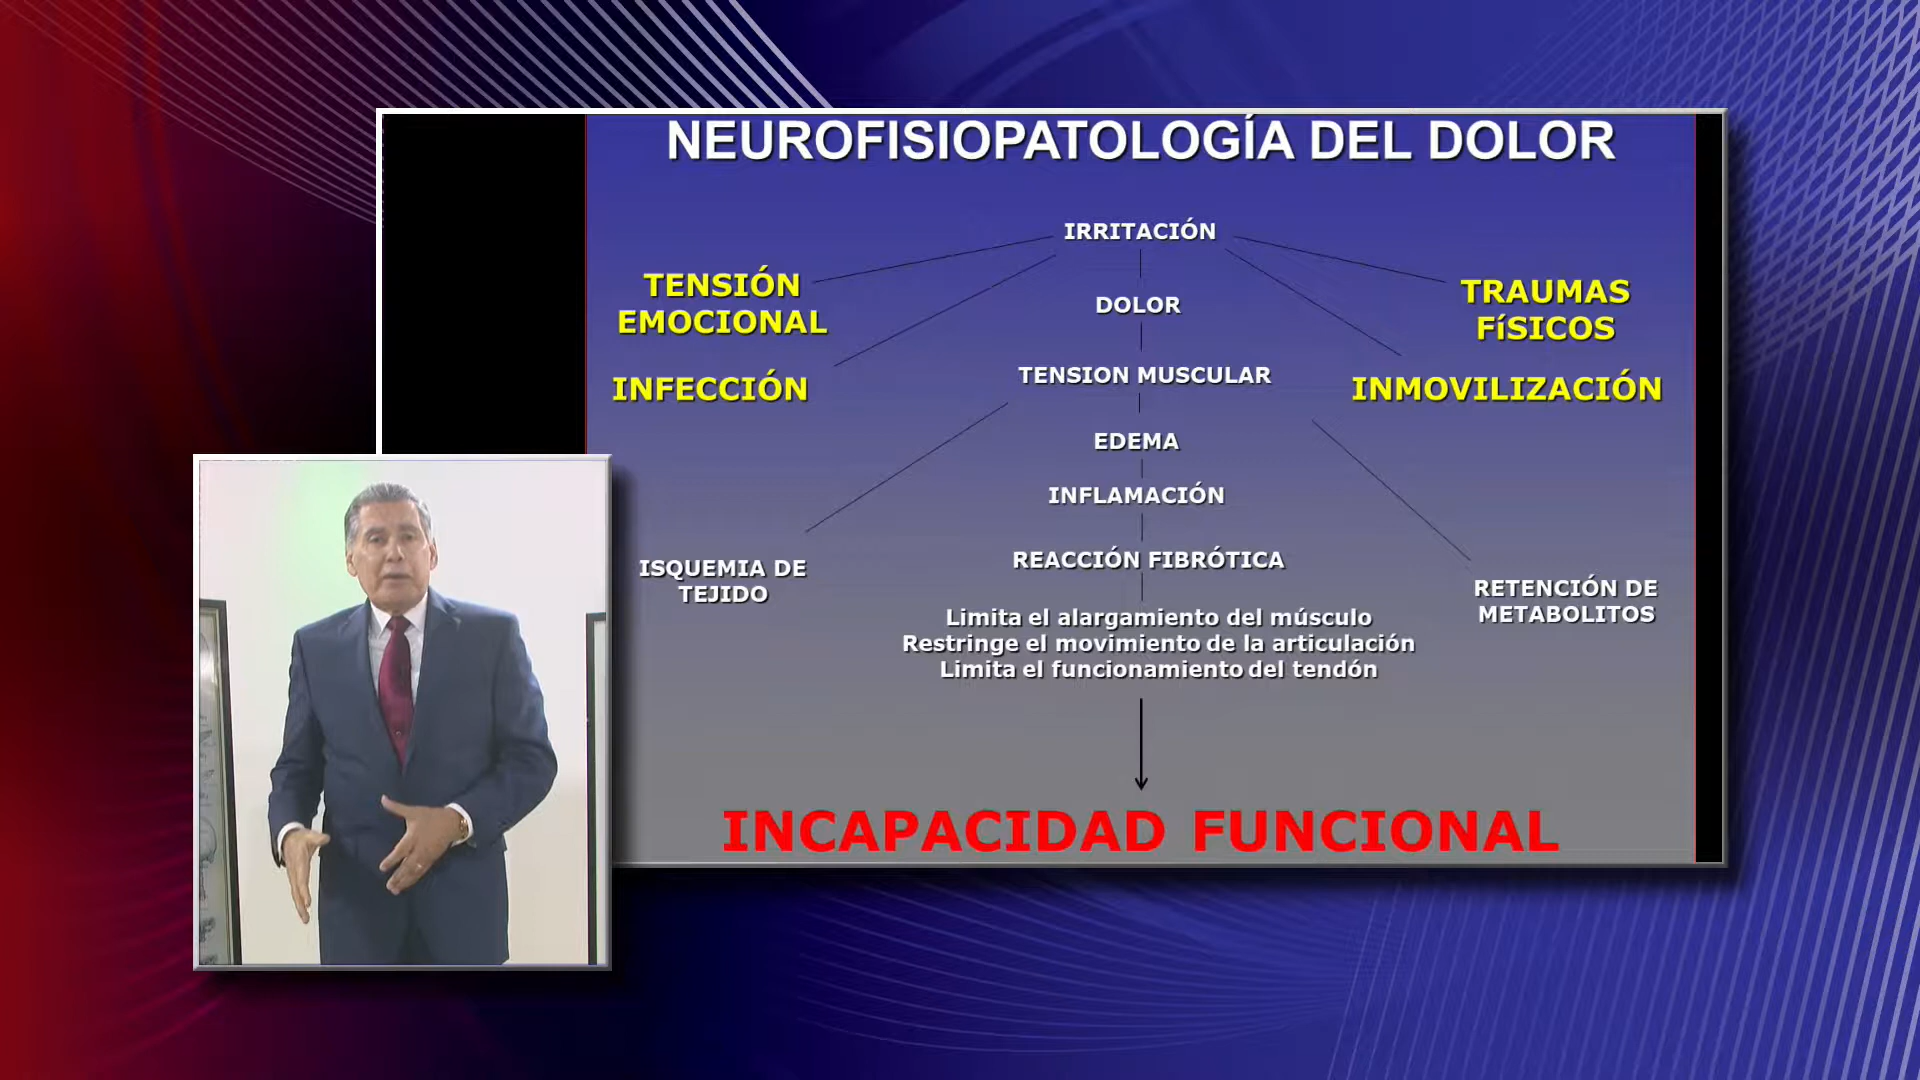 NEUROFISIOPATOLOGÍA DEL DOLOR
IRRITACIÓN
TENSIÓN
EMOCIONAL
TRAUMAS
FíSICOS
DOLOR
INFECCIÓN
TENSION MUSCULAR
INMOVILIZACIÓN
EDEMA
INFLAMACIÓN
ISQUEMIA DE
TEJIDO
REACCIÓN FIBRÓTICA
RETENCIÓN DE
METABOLITOS
Limita el alargamiento del músculo
Restringe el movimiento de la articulación
Limita el funcionamiento del tendón
INCAPACIDAD FUNCIONAL